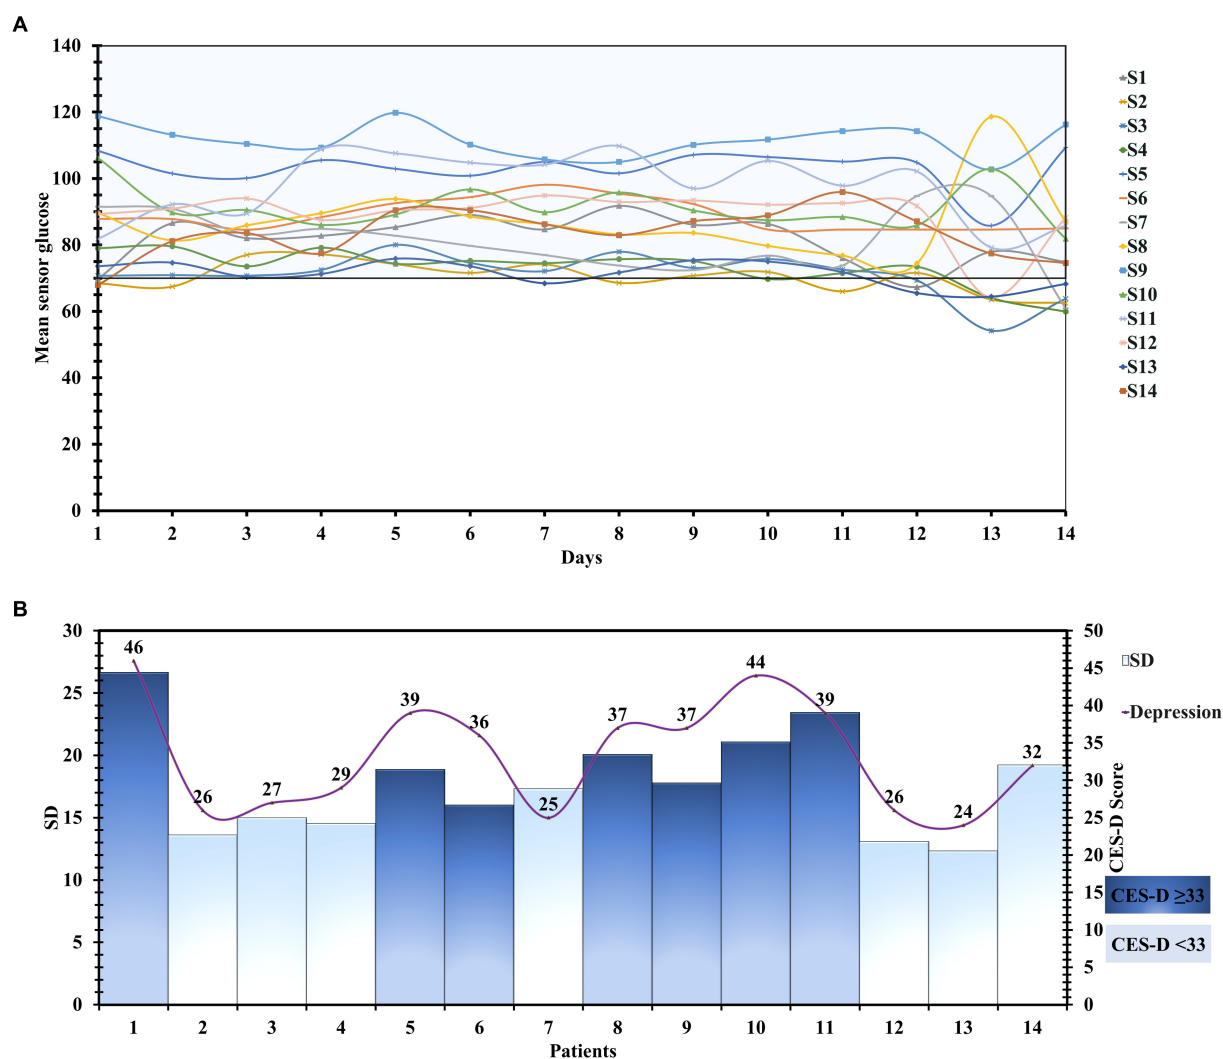 A
Mean sensor glucose
140
120
100
80
60
40
20
0
1 2 3 4 5 6 7 8 9 10 11 12 13 14
Days
S1
S2
S3
S4
S5
S6
S7
S8
S9
S10
S11
S12
S13
S14
B
SD
30
25
20
15
10
5
0
46 26 27 29 39 36 25 37 37 44 39 26 24 32
50
45
40
35
30
25
20
15
10
5
0
CES-D Score
1 2 3 4 5 6 7 8 9 10 11 12 13 14
Patients
SD
Depression
CES-D ≥33
CES-D <33